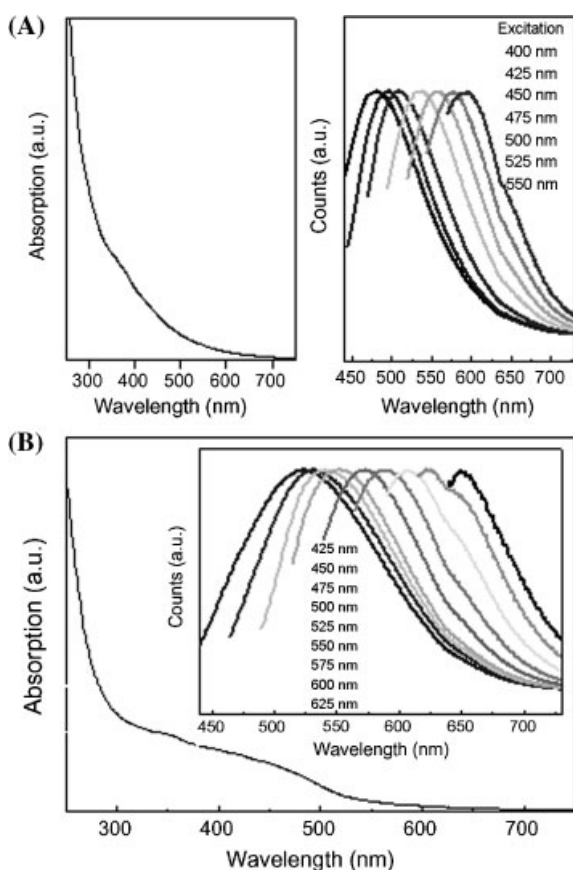 (A)
Absorption (a.u.)
300 400 500 600 700
Wavelength (nm)
Counts (a.u.)
Excitation
400 nm
425 nm
450 nm
475 nm
500 nm
525 nm
550 nm
450 500 550 600 650 700
Wavelength (nm)
(B)
Absorption (a.u.)
Counts (a.u.)
425 nm
450 nm
475 nm
500 nm
525 nm
550 nm
575 nm
600 nm
625 nm
450 500 550 600 650 700
Wavelength (nm)
300 400 500 600 700
Wavelength (nm)